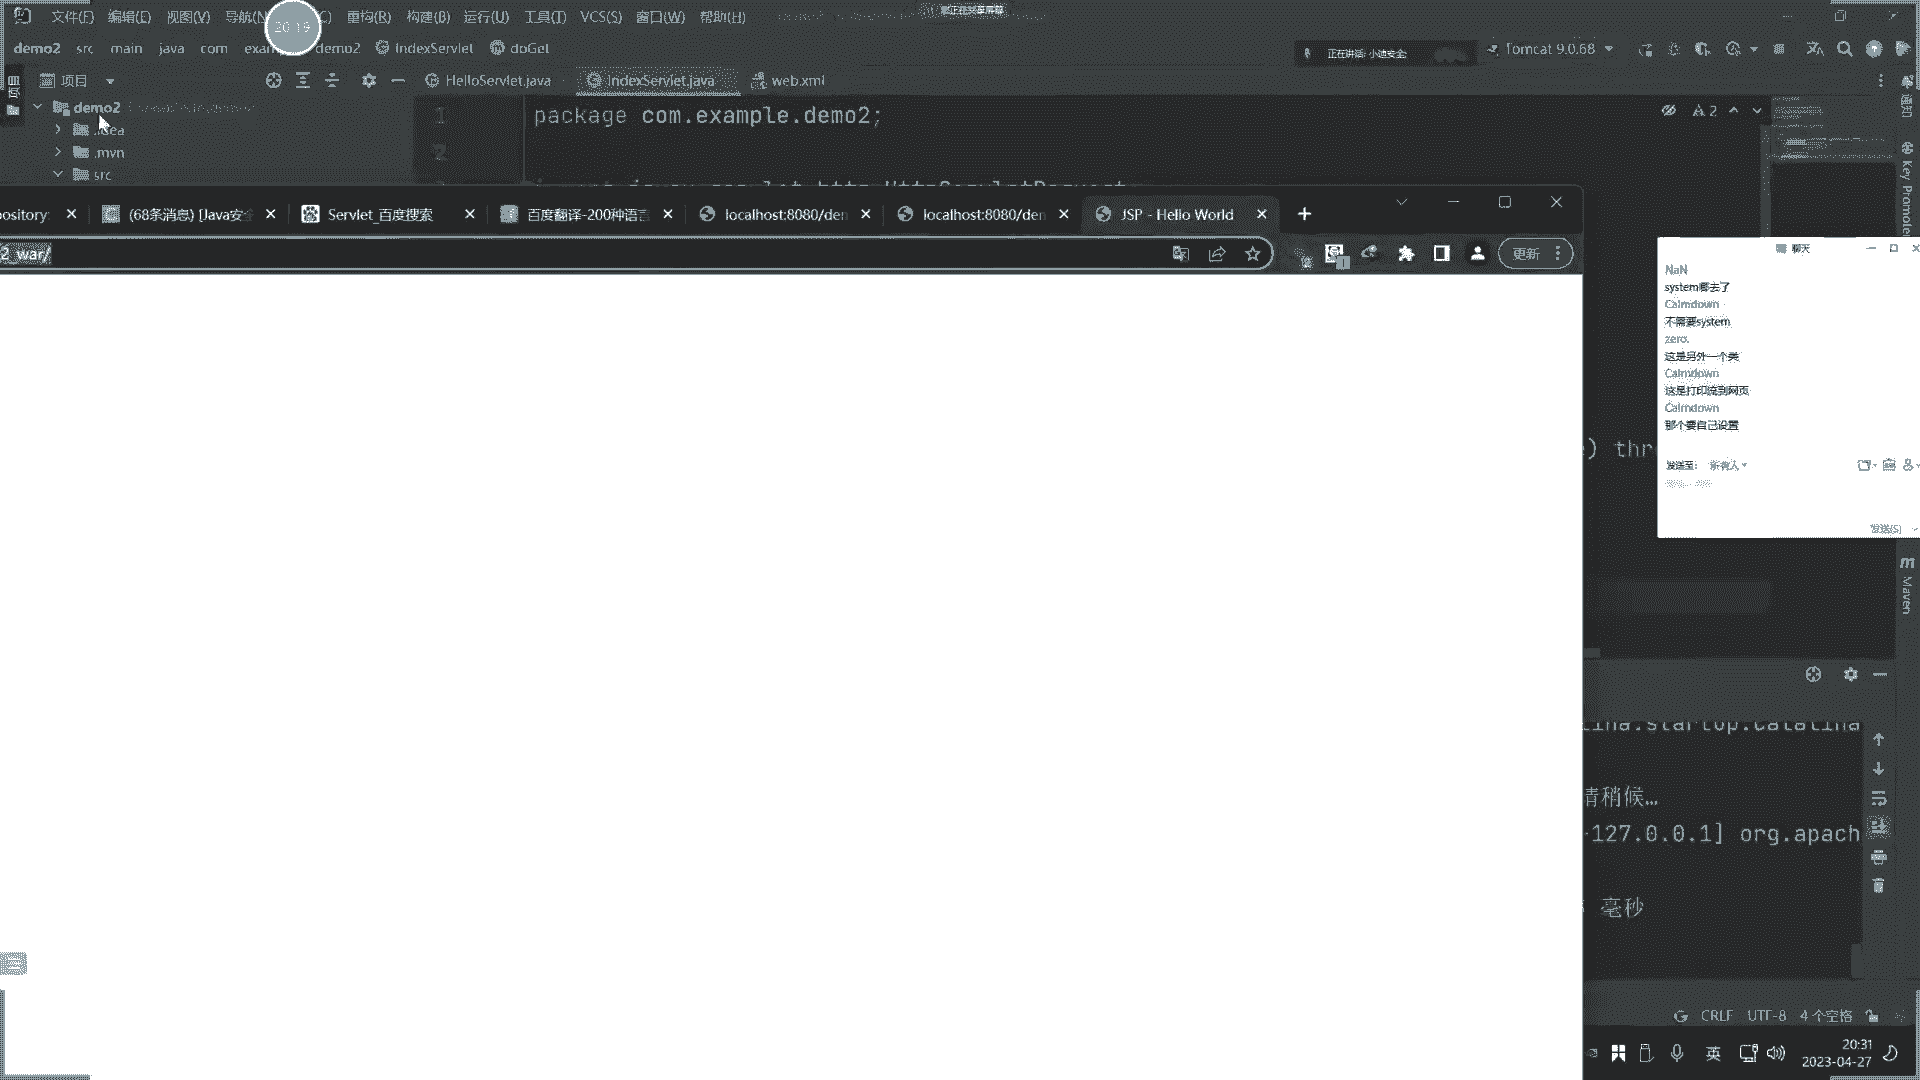 文件(F) 编辑(E) 视图(V) 导航(N 20:19 C) 重构(R) 构建(B) 运行(U) 工具(T) VCS(S) 窗口(W) 帮助(H)
demo2 src main java com exam demo2 IndexServlet doGet
正在讲话: 小迪安全
Tomcat 9.0.68
项目
HelloServlet.java IndexServlet.java web.xml
demo2
.idea
.mvn
src
1 package com.example.demo2;
2
2
项目
通知
Key Promoter
Maven
ository: (68条消息) [Java安全 Servlet_百度搜索 百度翻译-200种语言 localhost:8080/den localhost:8080/den JSP - Hello World
2_war/
更新
聊天
NaN
system哪去了
Calmdown
不需要system
zero.
这是另外一个类
Calmdown
这是打印流到网页
Calmdown
那个要自己设置
发送至: 所有人
发送(S)
) thr
ina.startup.Catalina
请稍候…
-127.0.0.1] org.apach
毫秒
CRLF UTF-8 4 个空格
英
20:31
2023-04-27